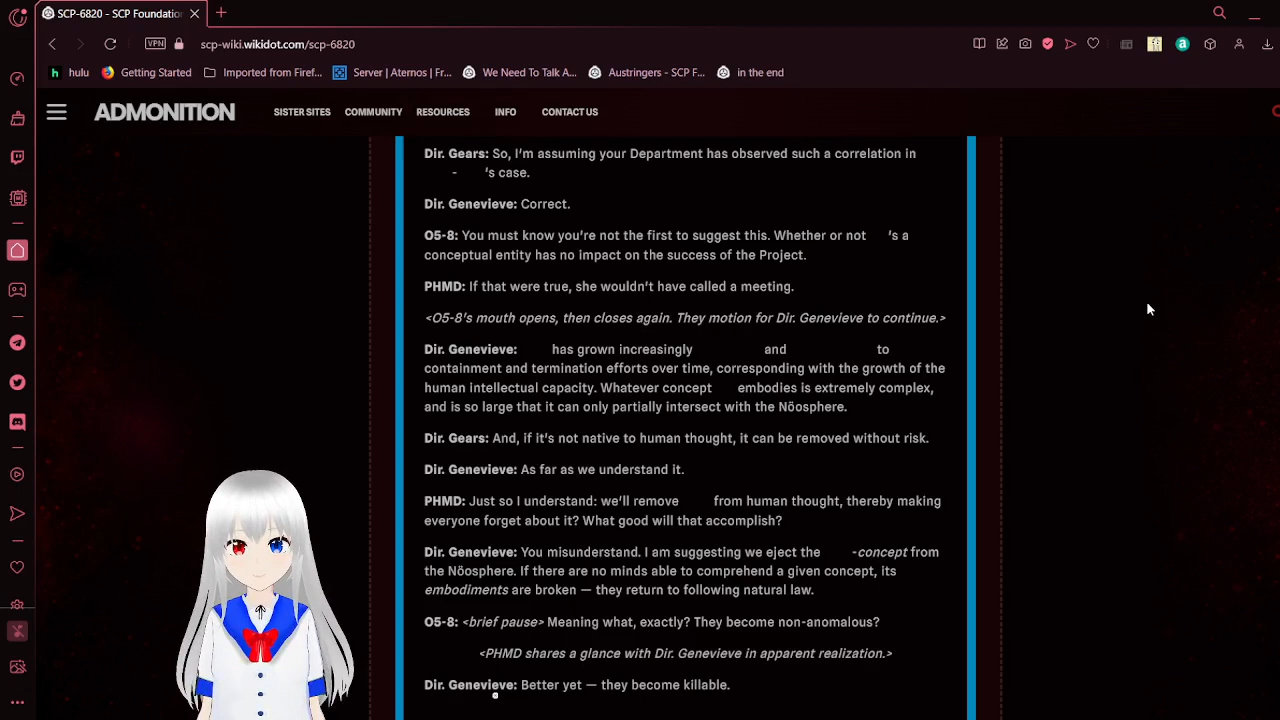 SCP-6820 - SCP Foundatio
scp-wiki.wikidot.com/scp-6820
VPN
h hulu
Getting Started
Imported from Firef...
Server | Aternos | Fr...
We Need To Talk A...
Austringers - SCP F...
in the end
ADMONITION
SISTER SITES
COMMUNITY
RESOURCES
INFO
CONTACT US
Dir. Gears: So, I'm assuming your Department has observed such a correlation in
- 's case.
Dir. Genevieve: Correct.
O5-8: You must know you're not the first to suggest this. Whether or not 's a
conceptual entity has no impact on the success of the Project.
PHMD: If that were true, she wouldn't have called a meeting.
<O5-8's mouth opens, then closes again. They motion for Dir. Genevieve to continue.>
Dir. Genevieve: has grown increasingly and to
containment and termination efforts over time, corresponding with the growth of the
human intellectual capacity. Whatever concept embodies is extremely complex,
and is so large that it can only partially intersect with the Nöosphere.
Dir. Gears: And, if it's not native to human thought, it can be removed without risk.
Dir. Genevieve: As far as we understand it.
PHMD: Just so I understand: we'll remove from human thought, thereby making
everyone forget about it? What good will that accomplish?
Dir. Genevieve: You misunderstand. I am suggesting we eject the -concept from
the Nöosphere. If there are no minds able to comprehend a given concept, its
embodiments are broken — they return to following natural law.
O5-8: <brief pause> Meaning what, exactly? They become non-anomalous?
<PHMD shares a glance with Dir. Genevieve in apparent realization.>
Dir. Genevieve: Better yet — they become killable.